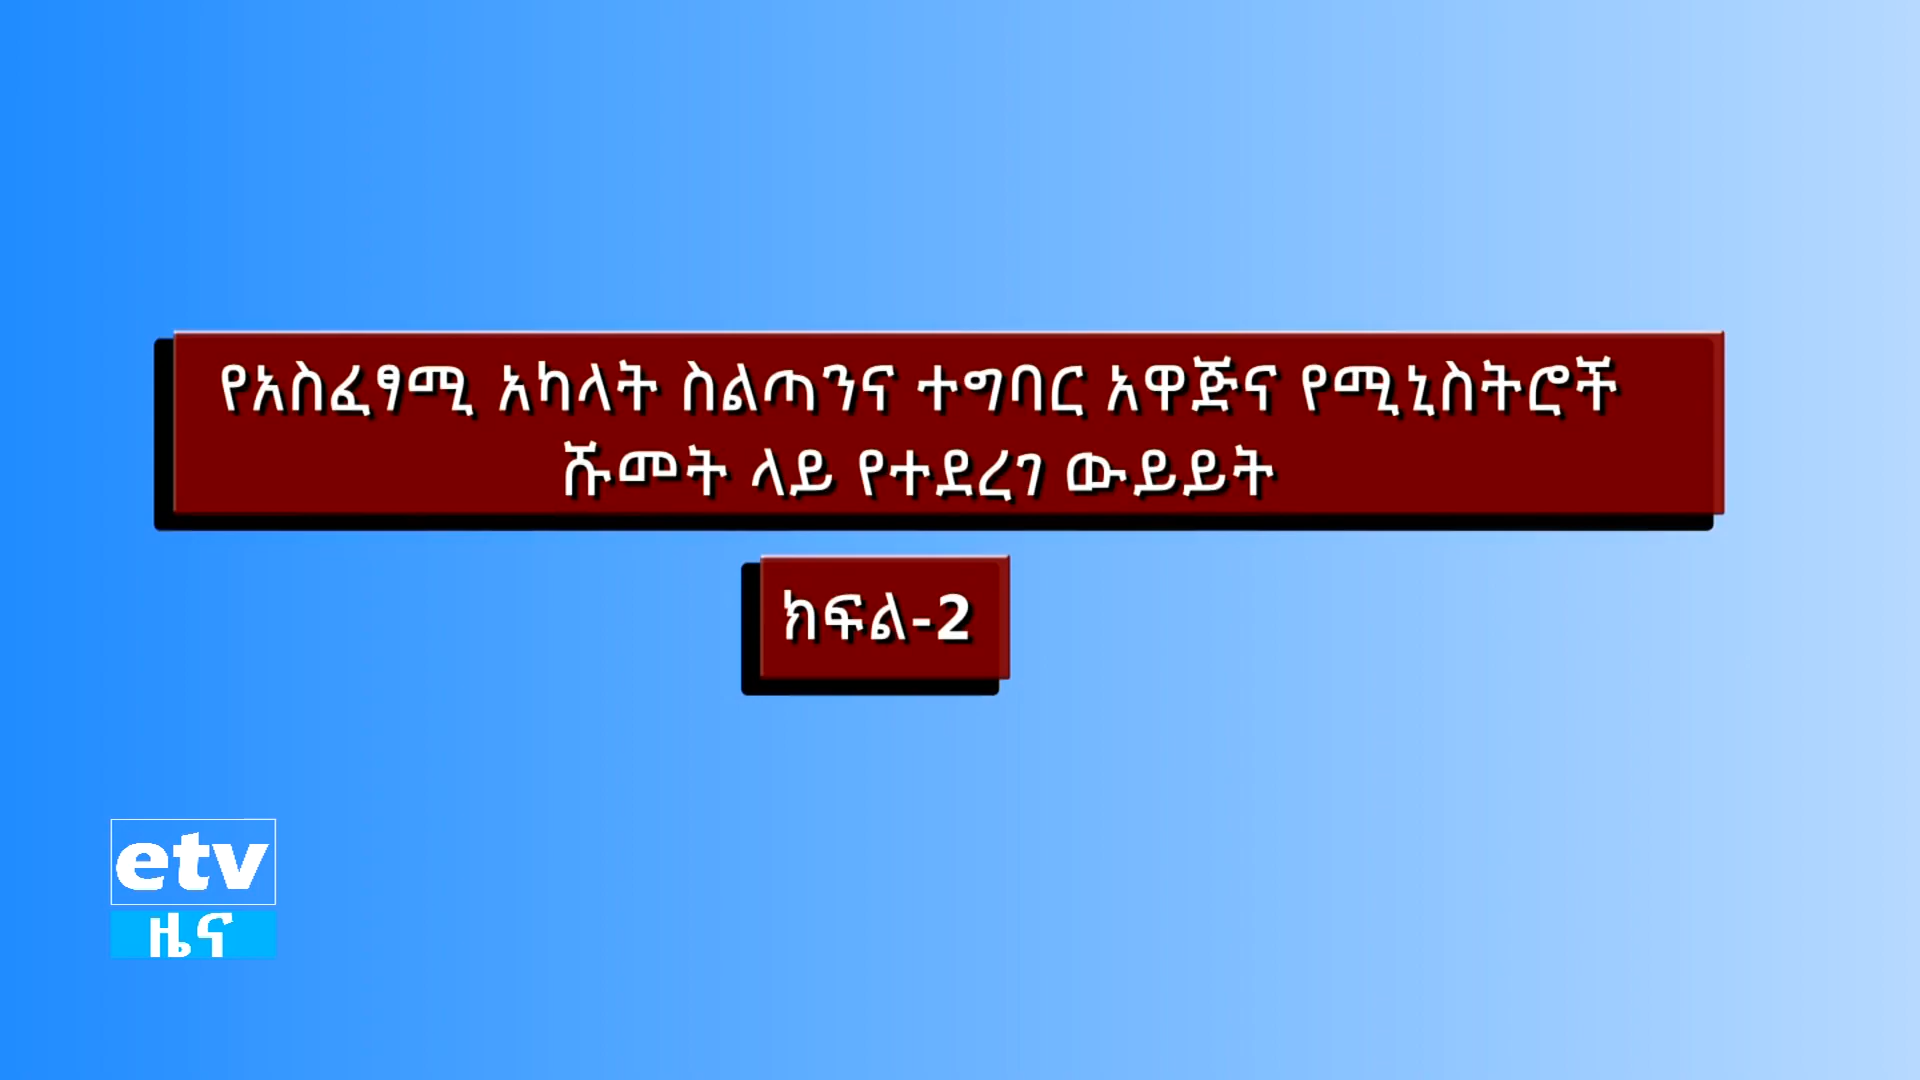 የአስፈፃሚ አካላት ስልጣንና ተግባር አዋጅና የሚኒስትሮች
ሹመት ላይ የተደረገ ውይይት
ክፍል-2
etv
ዜና